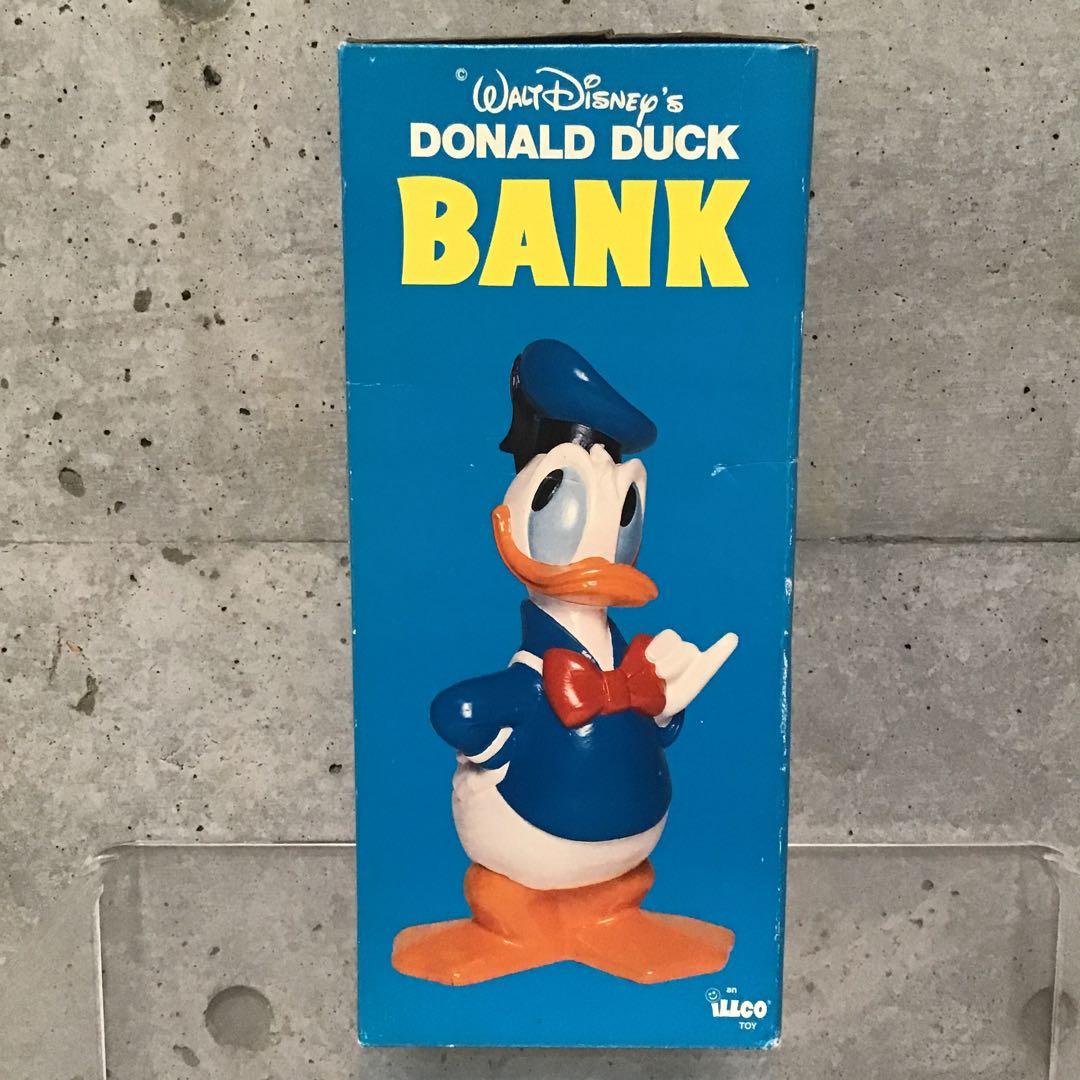 © WALT DISNEY'S
DONALD DUCK
BANK
an
illco®
TOY